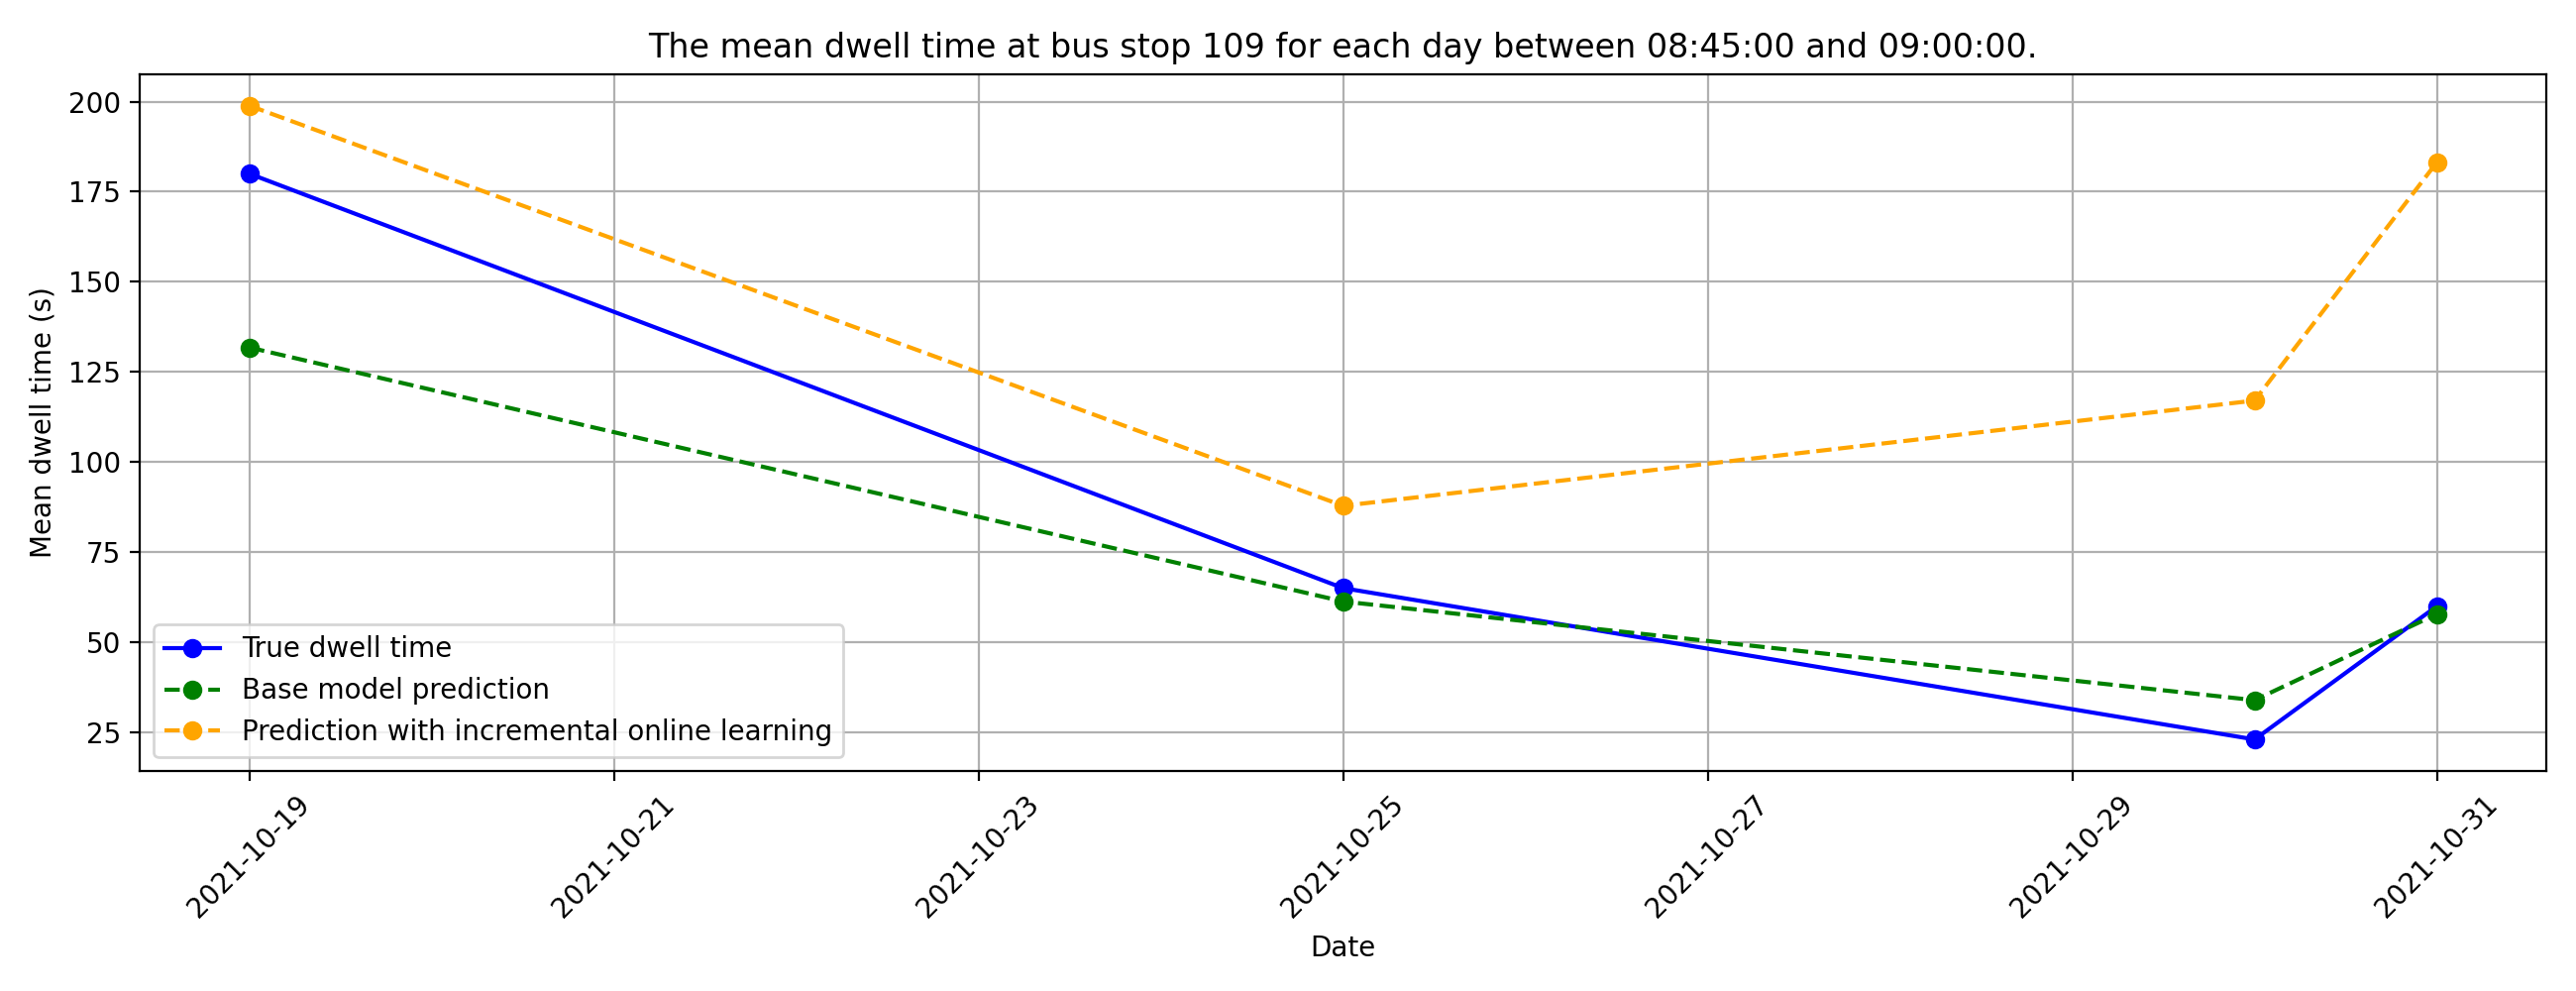 The mean dwell time at bus stop 109 for each day between 08:45:00 and 09:00:00.
Mean dwell time (s)
200
175
150
125
100
75
50
25
True dwell time
Base model prediction
Prediction with incremental online learning
2021-10-19
2021-10-21
2021-10-23
2021-10-25
2021-10-27
2021-10-29
2021-10-31
Date